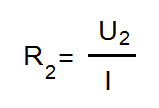 R₂ = U₂ / I